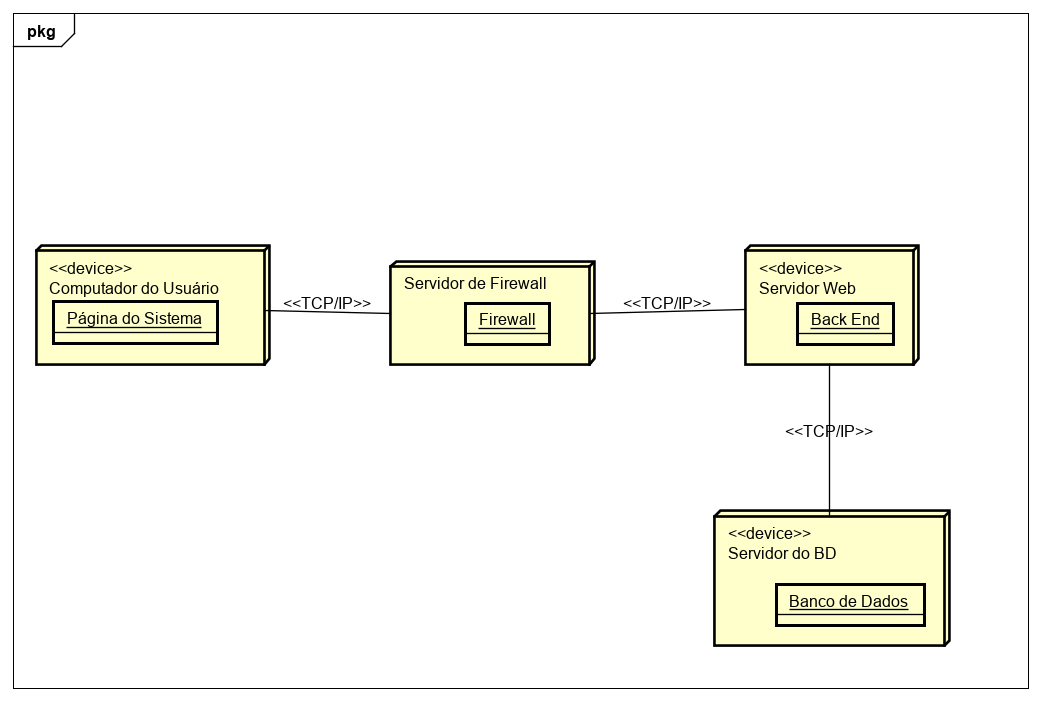 pkg
<<device>>
Computador do Usuário
Página do Sistema
<<TCP/IP>>
Servidor de Firewall
Firewall
<<TCP/IP>>
<<device>>
Servidor Web
Back End
<<TCP/IP>>
<<device>>
Servidor do BD
Banco de Dados